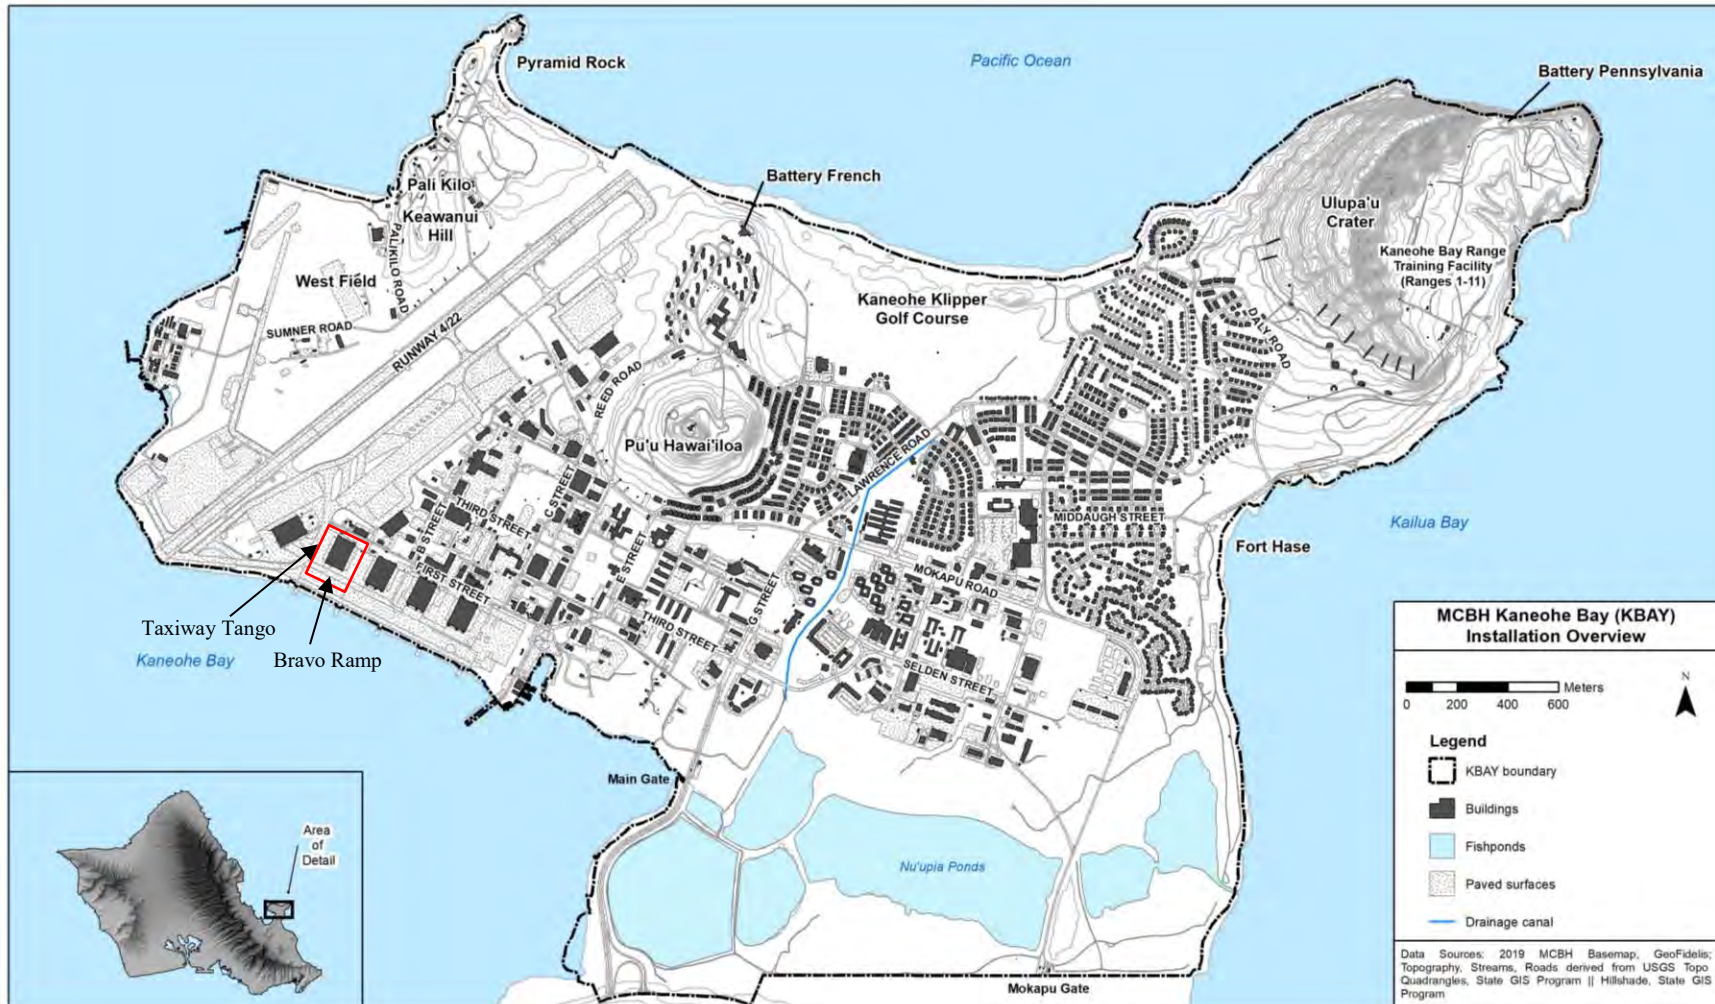 Pyramid Rock
Pacific Ocean
Battery Pennsylvania
Battery French
Pali Kilo
Keawanui
Hill
PALIKILO ROAD
Ulupa'u
Crater
Kaneohe Bay Range
Training Facility
(Ranges 1-11)
West Field
SUMNER ROAD
RUNWAY 4/22
Kaneohe Klipper
Golf Course
DALY ROAD
REED ROAD
Pu'u Hawai'iloa
LAWRENCE ROAD
C STREET
THIRD STREET
B STREET
FIRST STREET
E STREET
MIDDAUGH STREET
Kailua Bay
Fort Hase
MOKAPU ROAD
G STREET
THIRD STREET
SELDEN STREET
Taxiway Tango
Bravo Ramp
Kaneohe Bay
Main Gate
Nu'upia Ponds
Mokapu Gate
Area
of
Detail
MCBH Kaneohe Bay (KBAY)
Installation Overview
Meters
0 200 400 600
N
Legend
KBAY boundary
Buildings
Fishponds
Paved surfaces
Drainage canal
Data Sources: 2019 MCBH Basemap, GeoFidelis;
Topography, Streams, Roads derived from USGS Topo
Quadrangles, State GIS Program || Hillshade, State GIS
Program